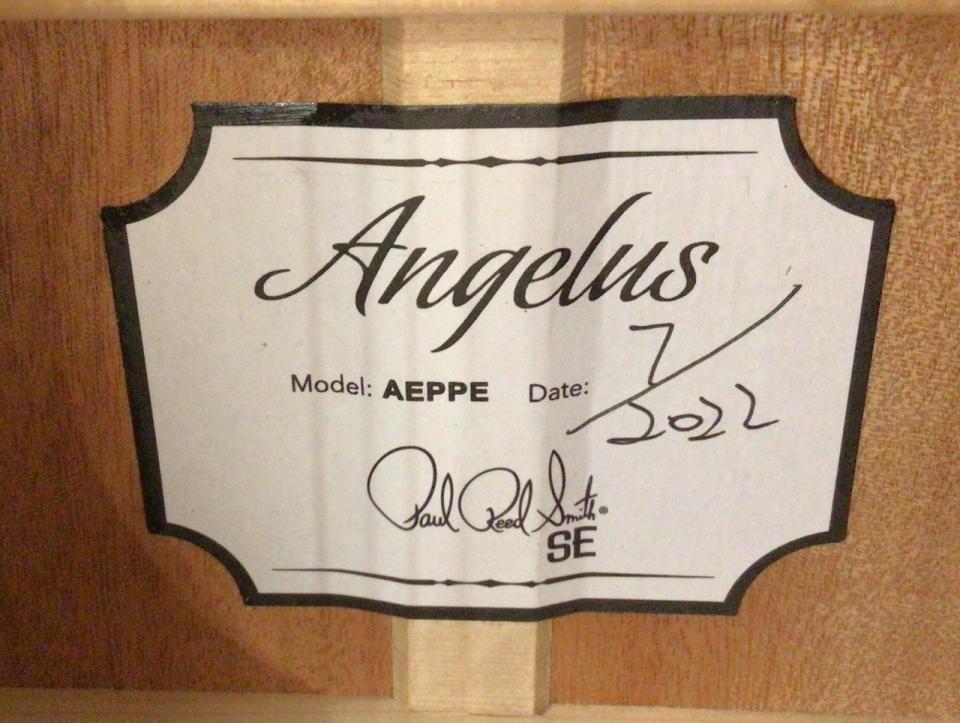 Angelus
Model: AEPPE Date: 7/2022
Paul Reed Smith®
SE